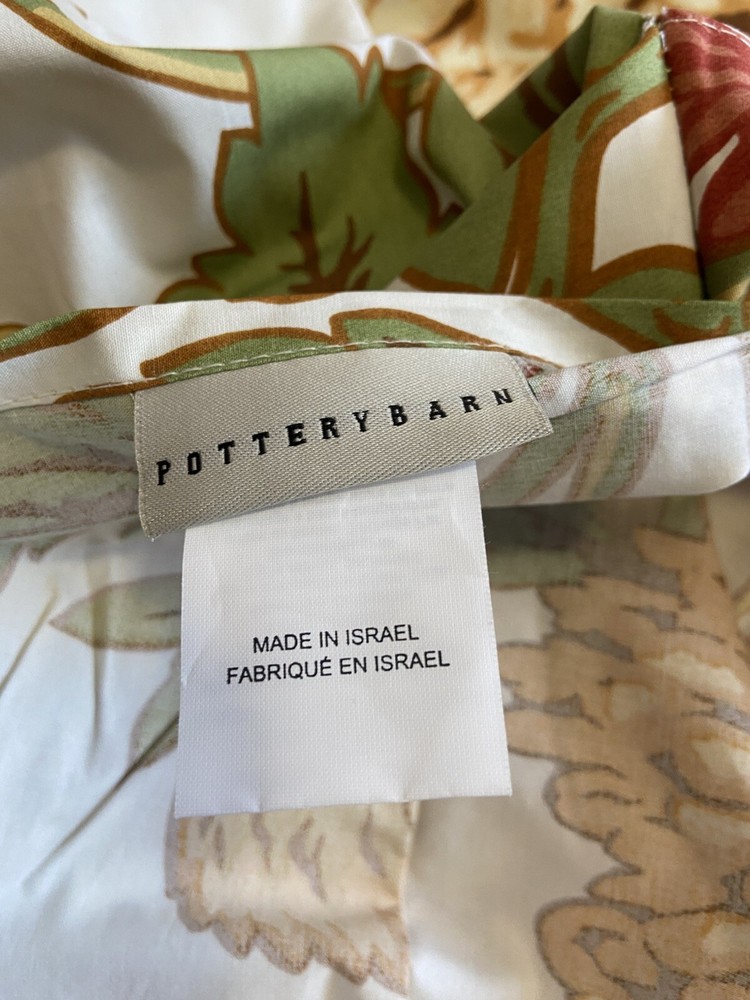 POTTERYBARN
MADE IN ISRAEL
FABRIQUÉ EN ISRAEL